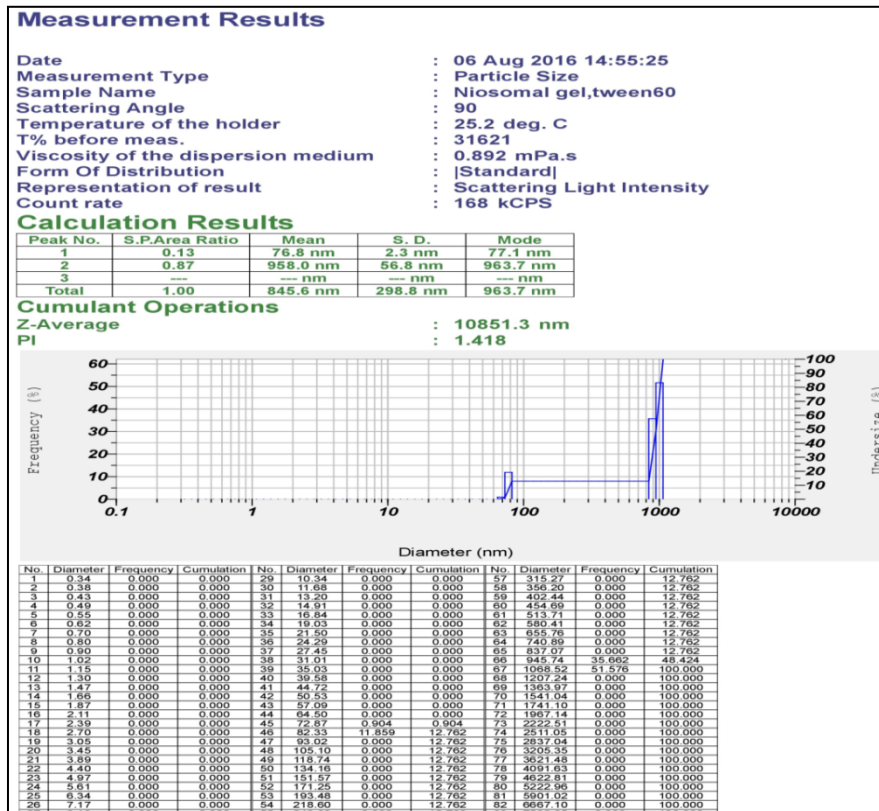 Measurement Results
Date : 06 Aug 2016 14:55:25
Measurement Type : Particle Size
Sample Name : Niosomal gel,tween60
Scattering Angle : 90
Temperature of the holder : 25.2 deg. C
T% before meas. : 31621
Viscosity of the dispersion medium : 0.892 mPa.s
Form Of Distribution : |Standard|
Representation of result : Scattering Light Intensity
Count rate : 168 kCPS
Calculation Results
Peak No. S.P.Area Ratio Mean S. D. Mode
1 0.13 76.8 nm 2.3 nm 77.1 nm
2 0.87 958.0 nm 56.8 nm 963.7 nm
3 --- --- nm --- nm --- nm
Total 1.00 845.6 nm 298.8 nm 963.7 nm
Cumulant Operations
Z-Average : 10851.3 nm
PI : 1.418
Frequency (%)
60 50 40 30 20 10 0
100 90 80 70 60 50 40 30 20 10
Undersize (%)
0.1 1 10 100 1000 10000
Diameter (nm)
No. Diameter Frequency Cumulation No. Diameter Frequency Cumulation No. Diameter Frequency Cumulation
1 0.34 0.000 0.000 29 10.34 0.000 0.000 57 315.27 0.000 12.762
2 0.38 0.000 0.000 30 11.68 0.000 0.000 58 356.20 0.000 12.762
3 0.43 0.000 0.000 31 13.20 0.000 0.000 59 402.44 0.000 12.762
4 0.49 0.000 0.000 32 14.91 0.000 0.000 60 454.69 0.000 12.762
5 0.55 0.000 0.000 33 16.84 0.000 0.000 61 513.71 0.000 12.762
6 0.62 0.000 0.000 34 19.03 0.000 0.000 62 580.41 0.000 12.762
7 0.70 0.000 0.000 35 21.50 0.000 0.000 63 655.76 0.000 12.762
8 0.80 0.000 0.000 36 24.29 0.000 0.000 64 740.89 0.000 12.762
9 0.90 0.000 0.000 37 27.45 0.000 0.000 65 837.07 0.000 12.762
10 1.02 0.000 0.000 38 31.01 0.000 0.000 66 945.74 35.662 48.424
11 1.15 0.000 0.000 39 35.03 0.000 0.000 67 1068.52 51.576 100.000
12 1.30 0.000 0.000 40 39.58 0.000 0.000 68 1207.24 0.000 100.000
13 1.47 0.000 0.000 41 44.72 0.000 0.000 69 1363.97 0.000 100.000
14 1.66 0.000 0.000 42 50.53 0.000 0.000 70 1541.04 0.000 100.000
15 1.87 0.000 0.000 43 57.09 0.000 0.000 71 1741.10 0.000 100.000
16 2.11 0.000 0.000 44 64.50 0.000 0.000 72 1967.14 0.000 100.000
17 2.39 0.000 0.000 45 72.87 0.904 0.904 73 2222.51 0.000 100.000
18 2.70 0.000 0.000 46 82.33 11.859 12.762 74 2511.05 0.000 100.000
19 3.05 0.000 0.000 47 93.02 0.000 12.762 75 2837.04 0.000 100.000
20 3.45 0.000 0.000 48 105.10 0.000 12.762 76 3205.35 0.000 100.000
21 3.89 0.000 0.000 49 118.74 0.000 12.762 77 3621.48 0.000 100.000
22 4.40 0.000 0.000 50 134.16 0.000 12.762 78 4091.63 0.000 100.000
23 4.97 0.000 0.000 51 151.57 0.000 12.762 79 4622.81 0.000 100.000
24 5.61 0.000 0.000 52 171.25 0.000 12.762 80 5222.96 0.000 100.000
25 6.34 0.000 0.000 53 193.48 0.000 12.762 81 5901.02 0.000 100.000
26 7.17 0.000 0.000 54 218.60 0.000 12.762 82 6667.10 0.000 100.000